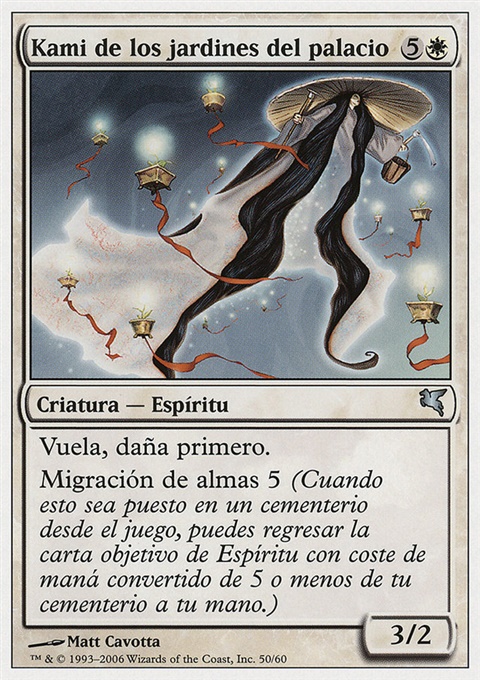 Kami de los jardines del palacio 5
Criatura — Espíritu
Vuela, daña primero.
Migración de almas 5 (Cuando
esto sea puesto en un cementerio
desde el juego, puedes regresar la
carta objetivo de Espíritu con coste de
maná convertido de 5 o menos de tu
cementerio a tu mano.)
Matt Cavotta
3/2
™ & © 1993–2006 Wizards of the Coast, Inc. 50/60